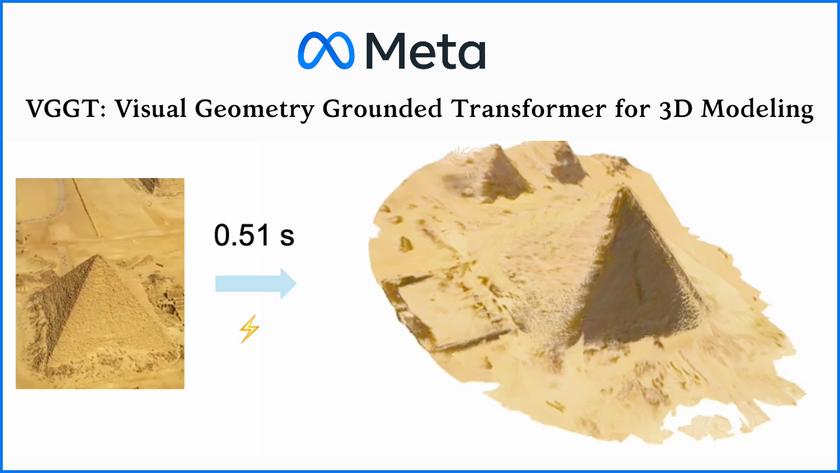 Meta
VGGT: Visual Geometry Grounded Transformer for 3D Modeling
0.51 s